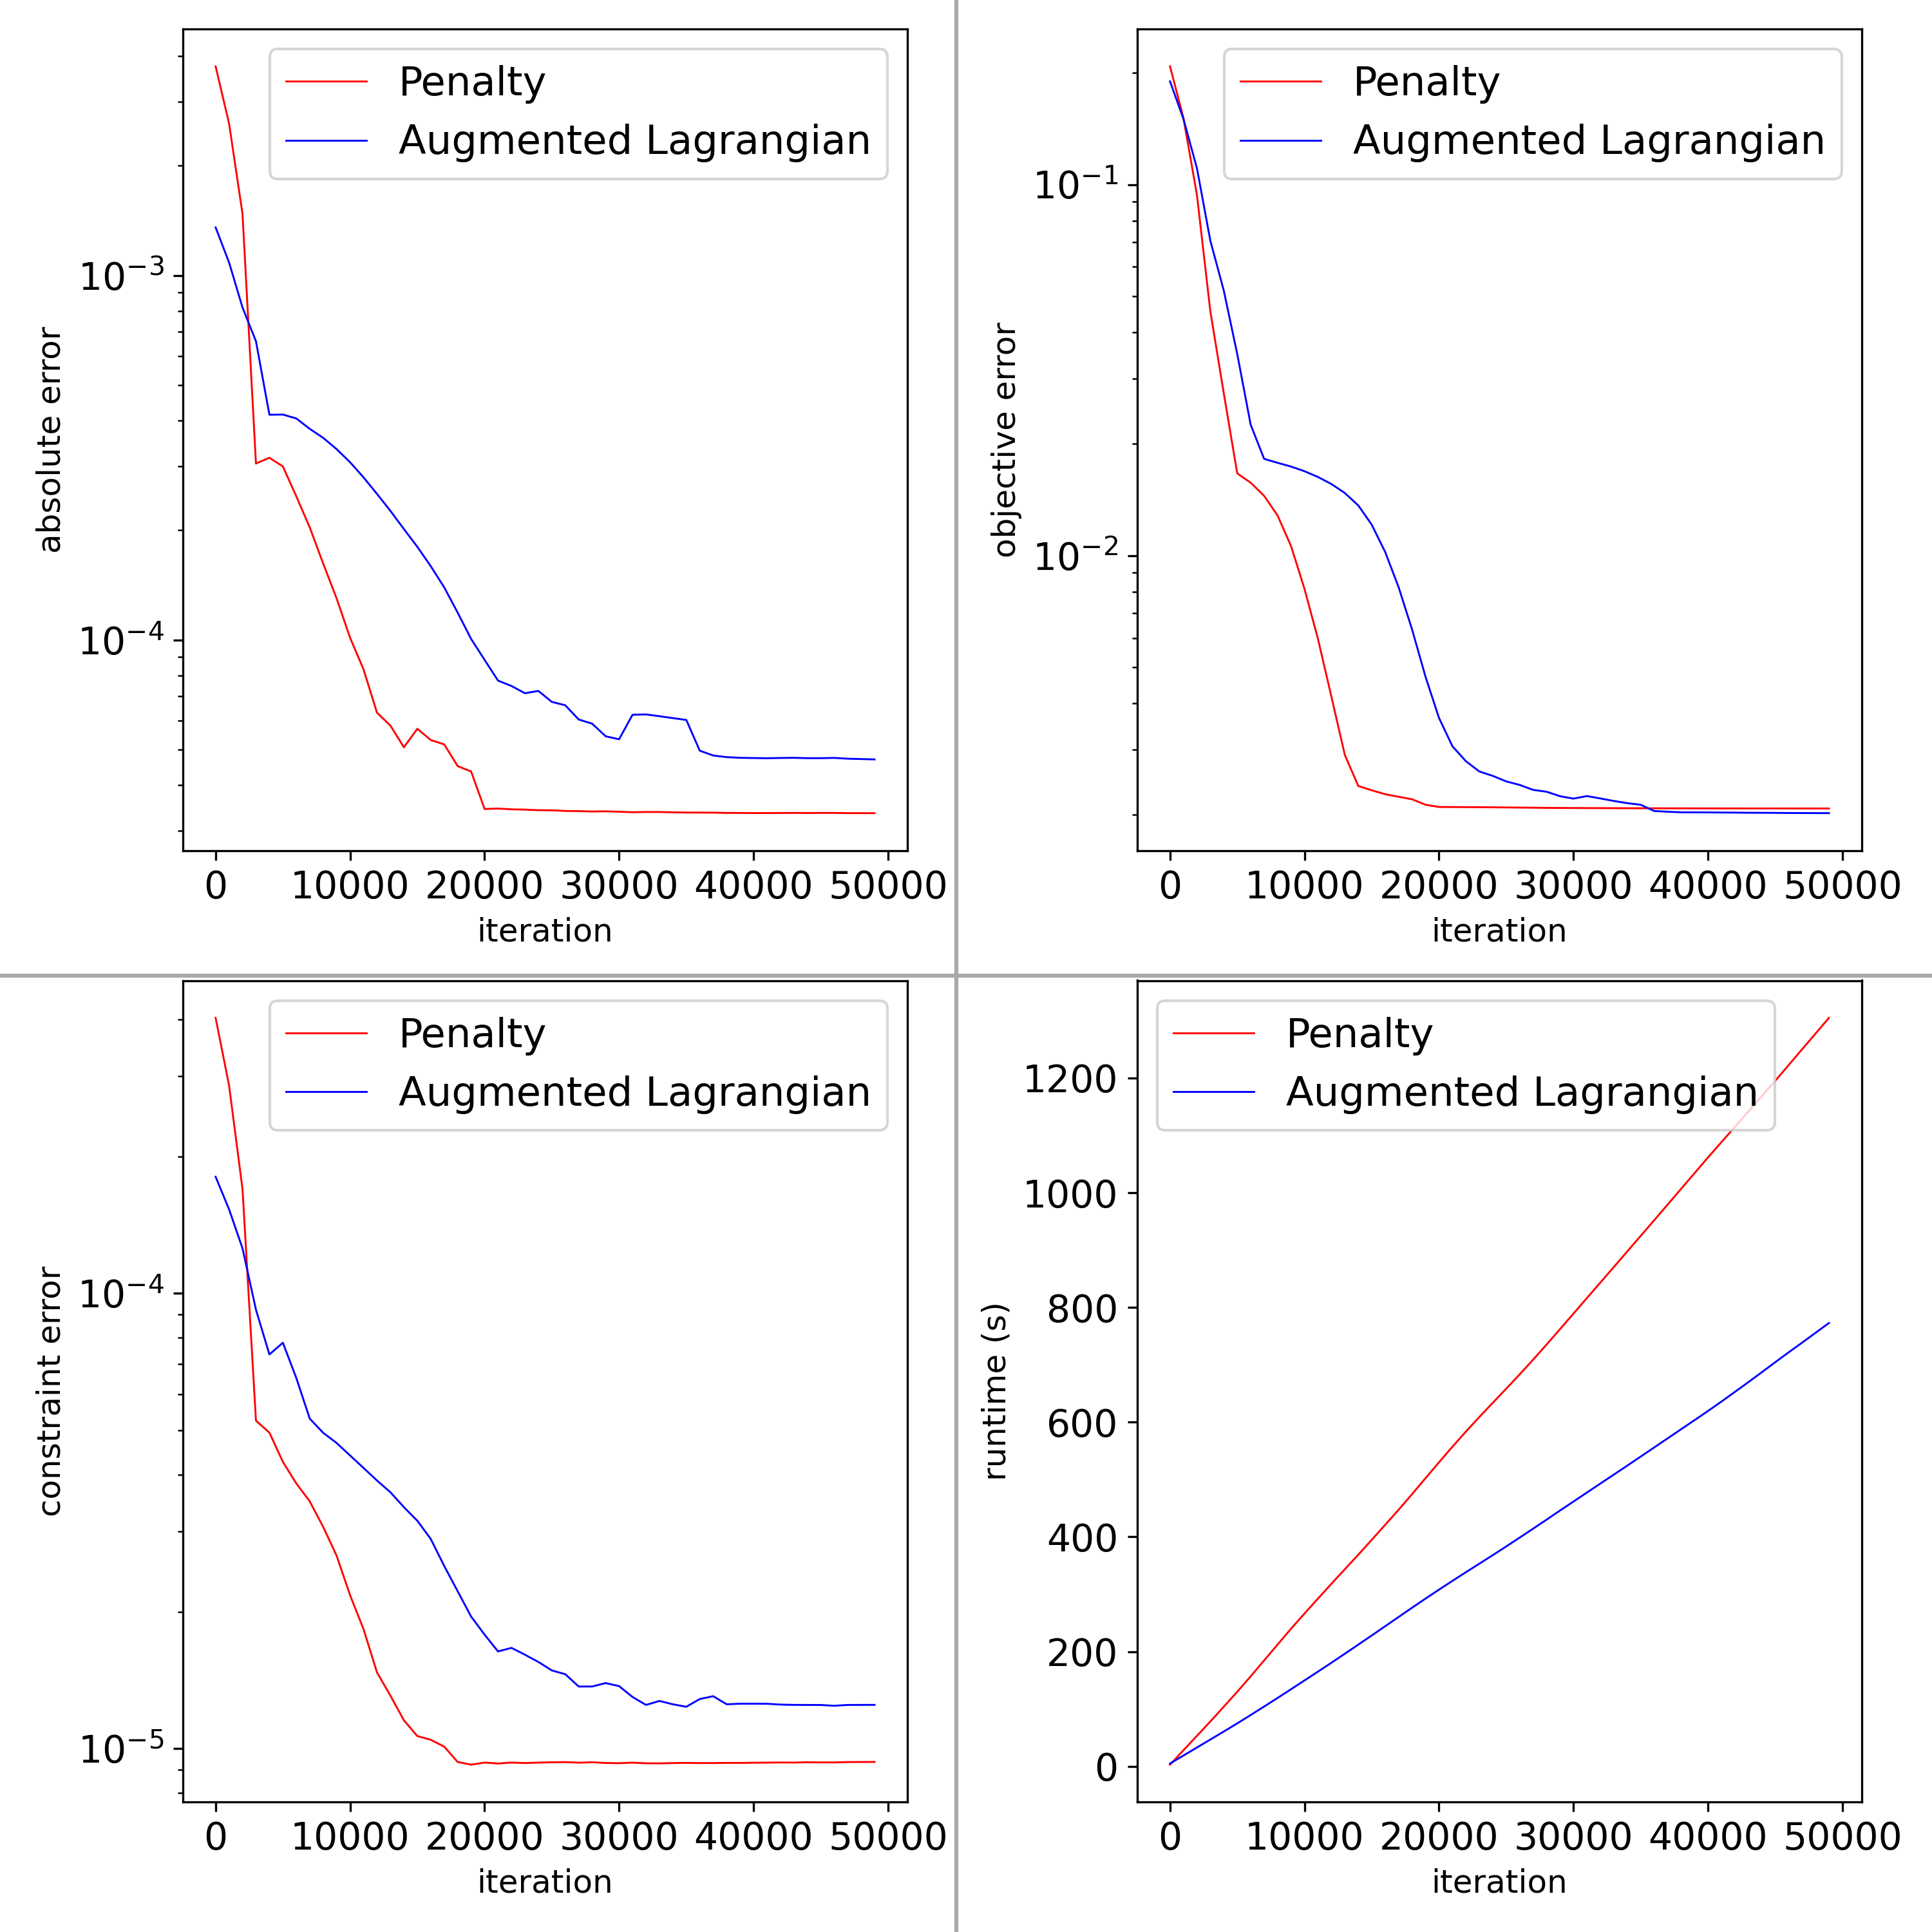 Penalty
Augmented Lagrangian
10⁻³
10⁻⁴
absolute error
0 10000 20000 30000 40000 50000
iteration
Penalty
Augmented Lagrangian
10⁻¹
10⁻²
objective error
0 10000 20000 30000 40000 50000
iteration
Penalty
Augmented Lagrangian
10⁻⁴
10⁻⁵
constraint error
0 10000 20000 30000 40000 50000
iteration
Penalty
Augmented Lagrangian
1200
1000
800
600
400
200
0
runtime (s)
0 10000 20000 30000 40000 50000
iteration